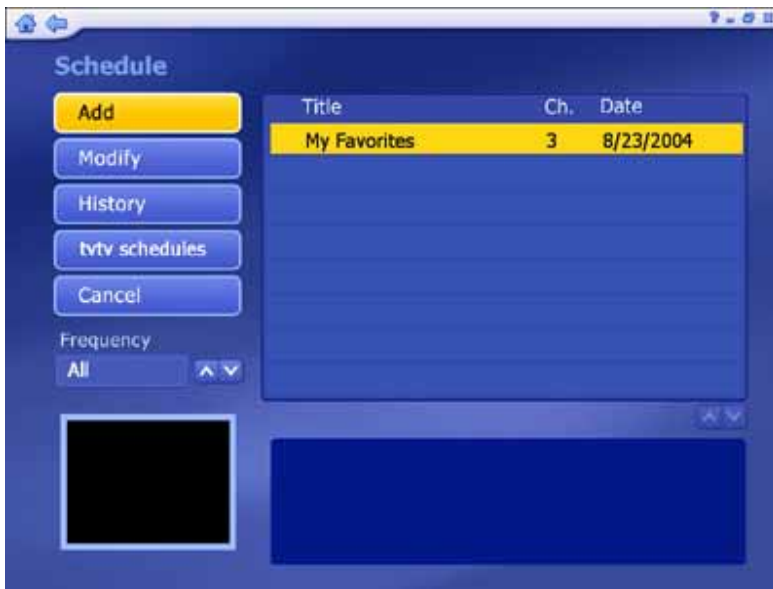 ?
Schedule
Add
Modify
History
tvtv schedules
Cancel
Frequency
All
Title Ch. Date
My Favorites 3 8/23/2004